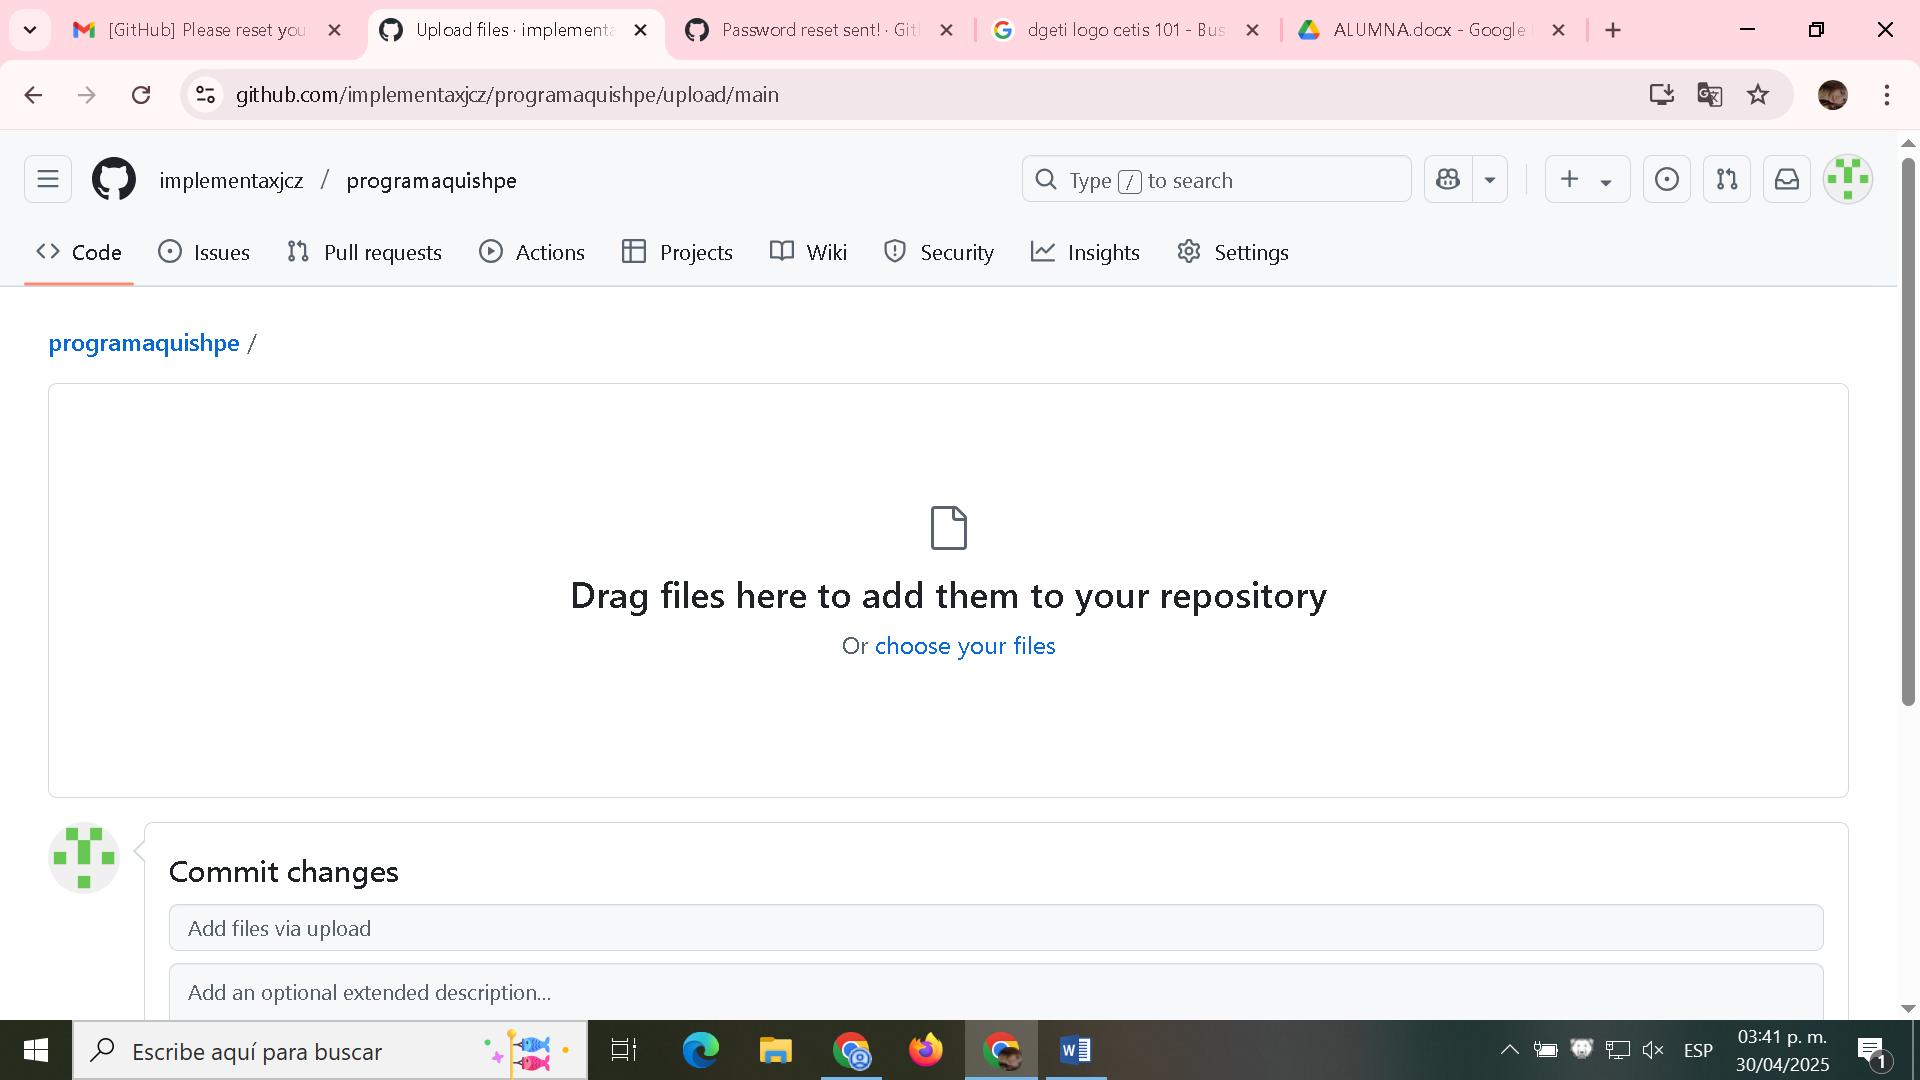 [GitHub] Please reset you
Upload files · implementa
Password reset sent! · Git
dgeti logo cetis 101 - Bus
ALUMNA.docx - Google
github.com/implementaxjcz/programaquishpe/upload/main
implementaxjcz / programaquishpe
Type / to search
Code
Issues
Pull requests
Actions
Projects
Wiki
Security
Insights
Settings
programaquishpe /
Drag files here to add them to your repository
Or choose your files
Commit changes
Add files via upload
Add an optional extended description...
Escribe aquí para buscar
ESP
03:41 p. m.
30/04/2025
1